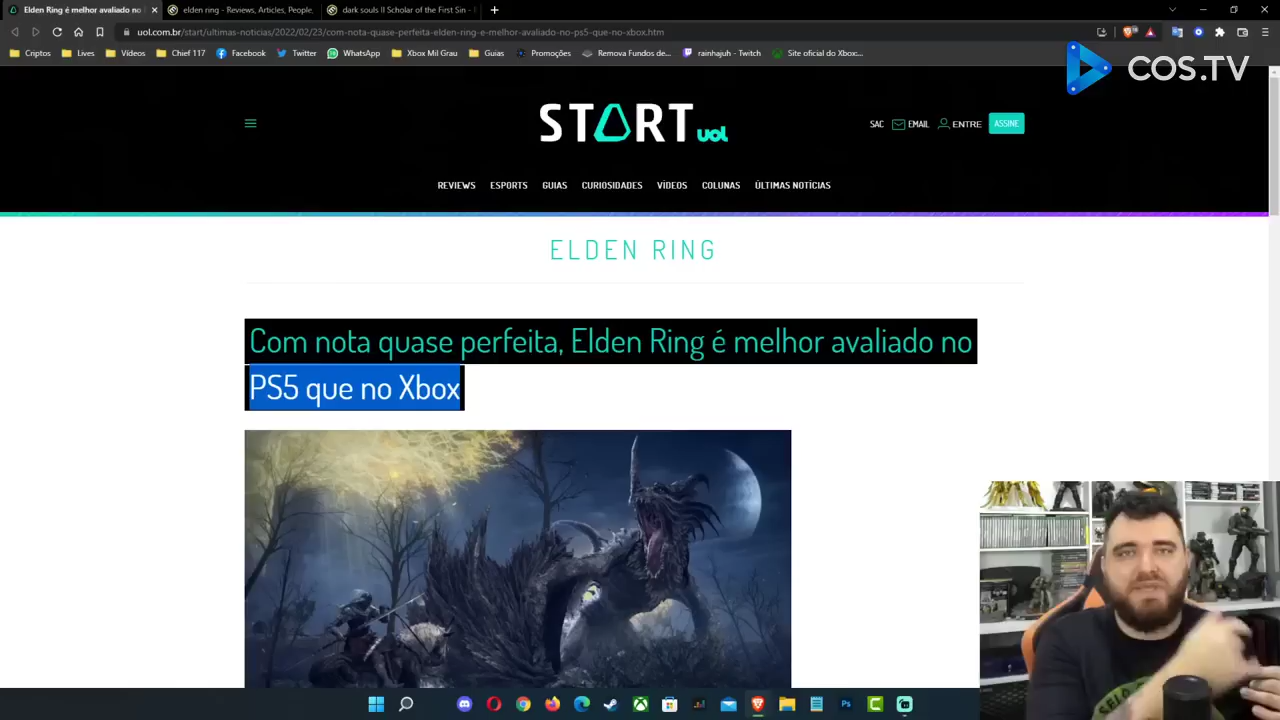 Elden Ring é melhor avaliado no
elden ring - Reviews, Articles, People,
dark souls II Scholar of the First Sin -
uol.com.br/start/ultimas-noticias/2022/02/23/com-nota-quase-perfeita-elden-ring-e-melhor-avaliado-no-ps5-que-no-xbox.htm
Criptos Lives Vídeos Chief 117 Facebook Twitter WhatsApp Xbox Mil Grau Guias Promoções Remova Fundos de... rainhajuh - Twitch Site oficial do Xbox...
COS.TV
START uol
SAC EMAIL ENTRE ASSINE
REVIEWS ESPORTS GUIAS CURIOSIDADES VÍDEOS COLUNAS ÚLTIMAS NOTÍCIAS
ELDEN RING
Com nota quase perfeita, Elden Ring é melhor avaliado no
PS5 que no Xbox